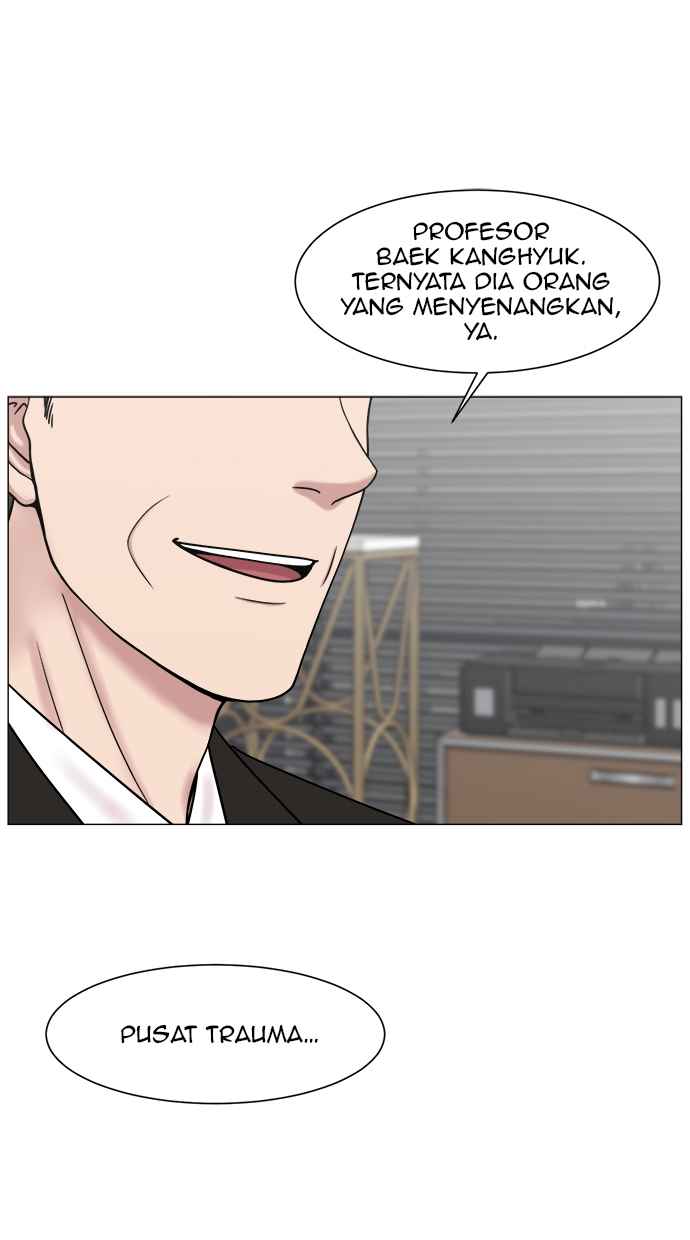 PROFESOR
BAEK KANGHYUK.
TERNYATA DIA ORANG
YANG MENYENANGKAN,
YA.
PUSAT TRAUMA...